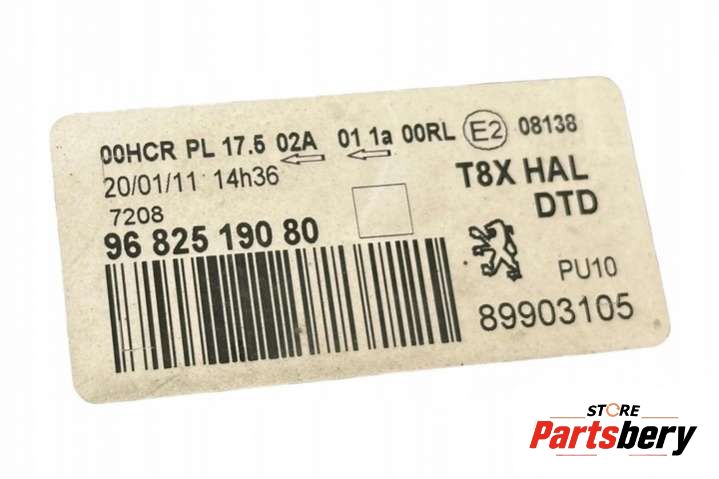 00HCR PL 17.5 02A 01 1a 00RL E2 08138
20/01/11 14h36
T8X HAL
7208
DTD
96 825 190 80
PU10
89903105
STORE
Partsbery